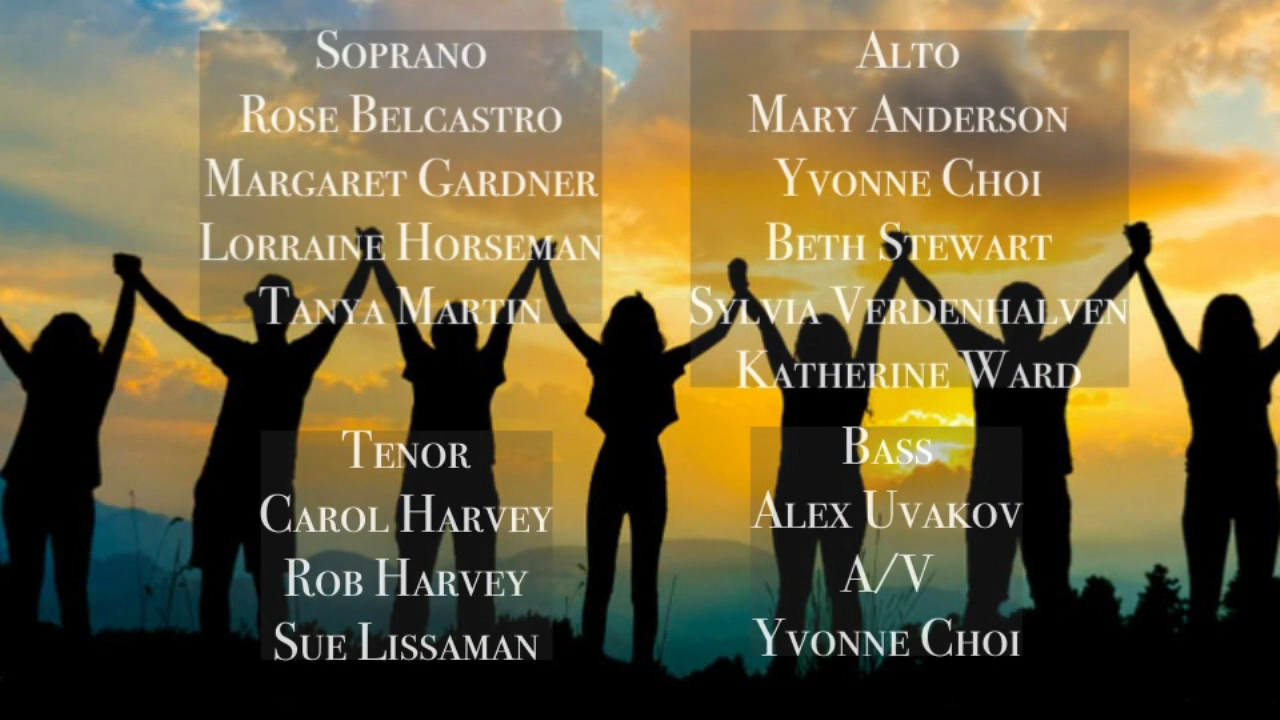 Soprano
Rose Belcastro
Margaret Gardner
Lorraine Horseman
Tanya Martin
Alto
Mary Anderson
Yvonne Choi
Beth Stewart
Sylvia Verdenhalven
Katherine Ward
Tenor
Carol Harvey
Rob Harvey
Sue Lissaman
Bass
Alex Uvakov
A/V
Yvonne Choi